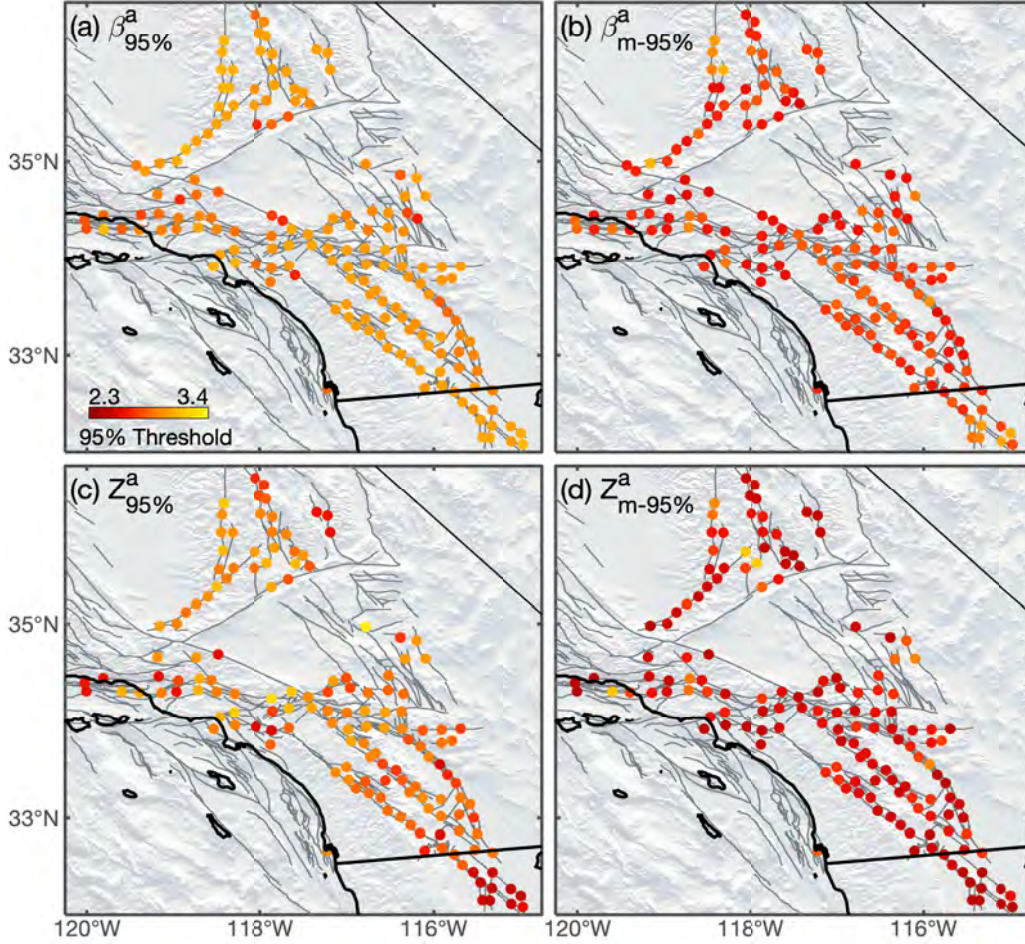 (a) β^a_95%
(b) β^a_m-95%
35°N
33°N
2.3 3.4
95% Threshold
(c) Z^a_95%
(d) Z^a_m-95%
35°N
33°N
120°W 118°W 116°W 120°W 118°W 116°W